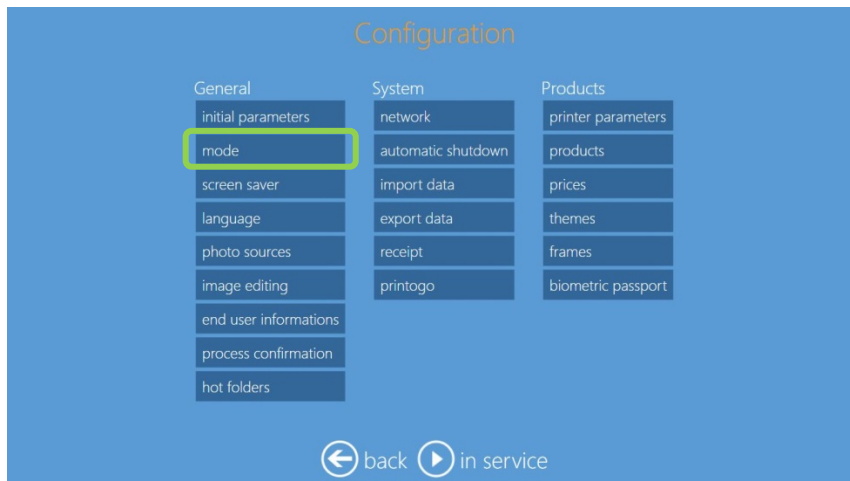 Configuration
General
initial parameters
mode
screen saver
language
photo sources
image editing
end user informations
process confirmation
hot folders
System
network
automatic shutdown
import data
export data
receipt
printogo
Products
printer parameters
products
prices
themes
frames
biometric passport
back in service